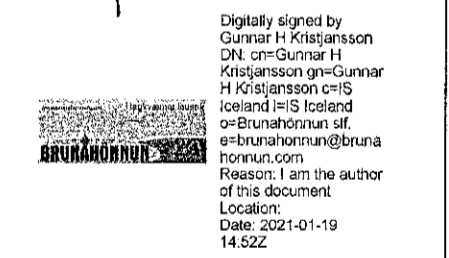 Digitally signed by
Gunnar H Kristjansson
DN: cn=Gunnar H
Kristjansson gn=Gunnar
H Kristjansson c=IS
Iceland l=IS Iceland
o=Brunahönnun slf,
e=brunahonnun@bruna
honnun.com
Reason: I am the author
of this document
Location:
Date: 2021-01-19
14:52Z
BRUNAHÖNNUN